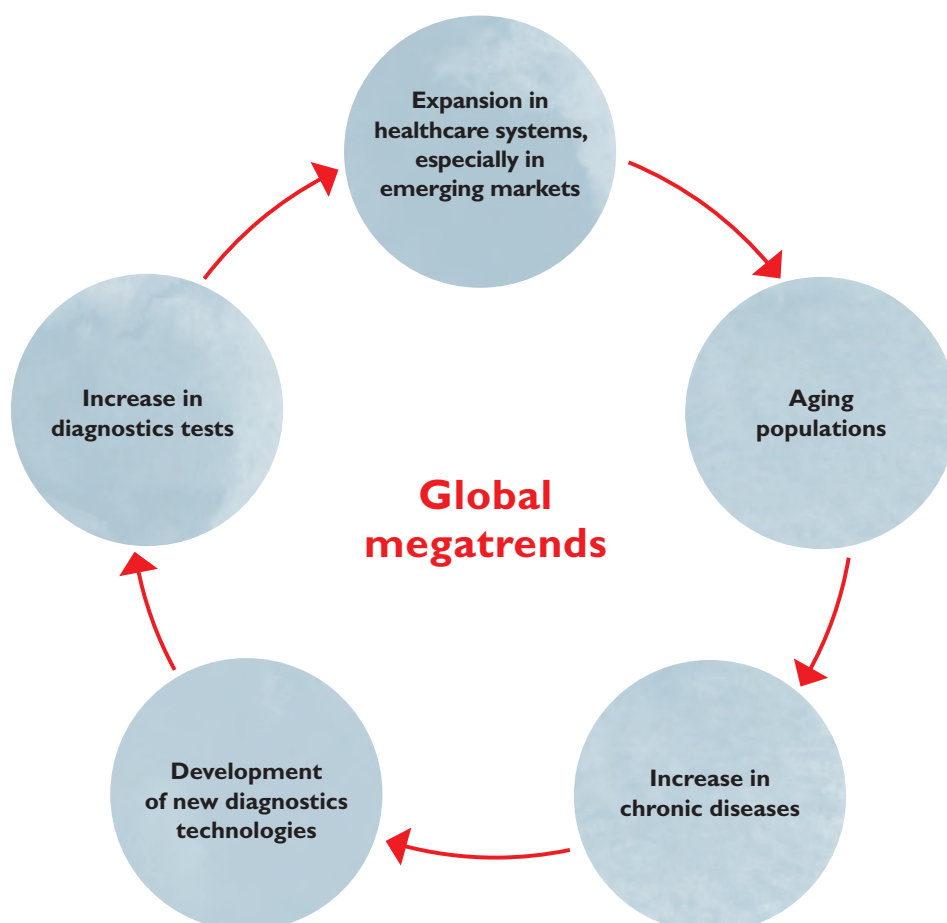 Expansion in
healthcare systems,
especially in
emerging markets
Aging
populations
Increase in
chronic diseases
Development
of new diagnostics
technologies
Increase in
diagnostics tests
Global
megatrends